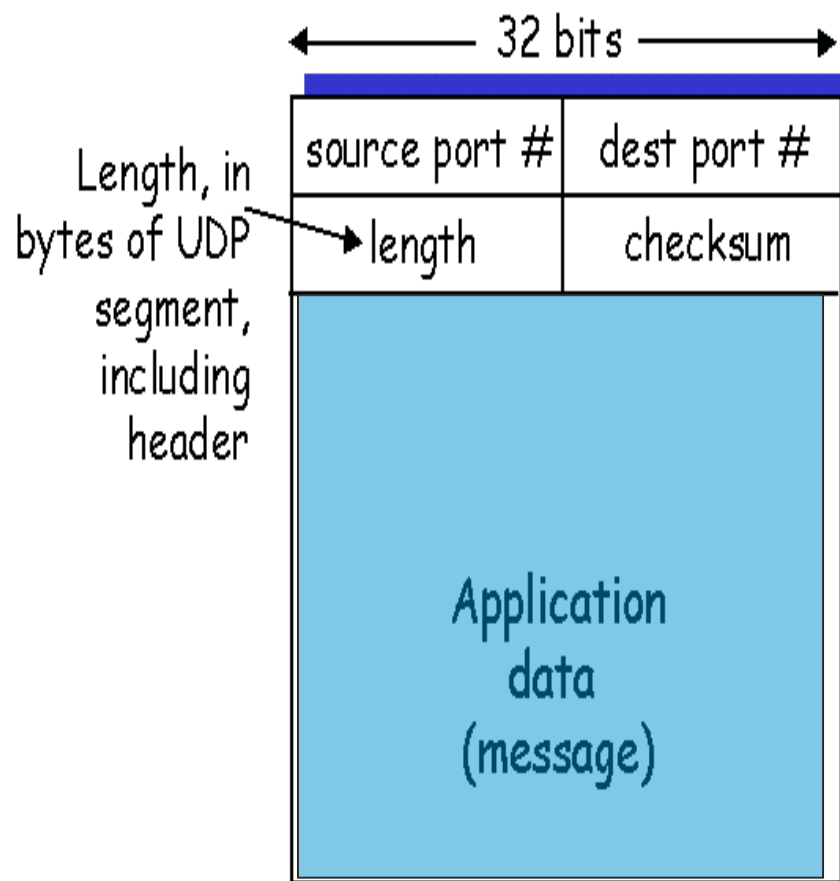 32 bits
source port #
dest port #
Length, in
bytes of UDP
segment,
including
header
length
checksum
Application
data
(message)